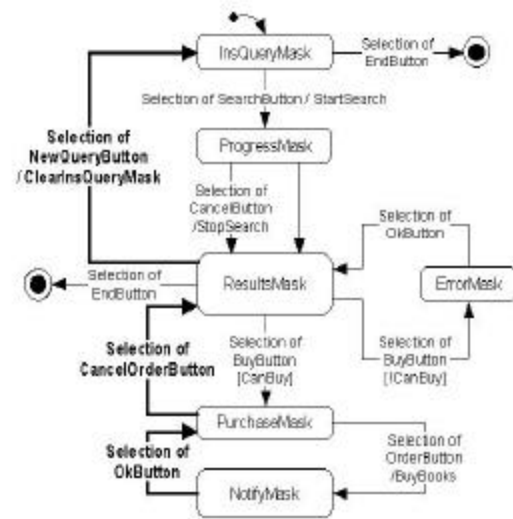 InsQueryMask
Selection of
EndButton
Selection of SearchButton / StartSearch
Selection of
NewQueryButton
/ ClearInsQueryMask
ProgressMask
Selection of
CancelButton
/StopSearch
Selection of
OkButton
Selection of
EndButton
ResultsMask
ErrorMask
Selection of
CancelOrderButton
Selection of
BuyButton
[CanBuy]
Selection of
BuyButton
[!CanBuy]
PurchaseMask
Selection of
OkButton
Selection of
OrderButton
/BuyBooks
NotifyMask